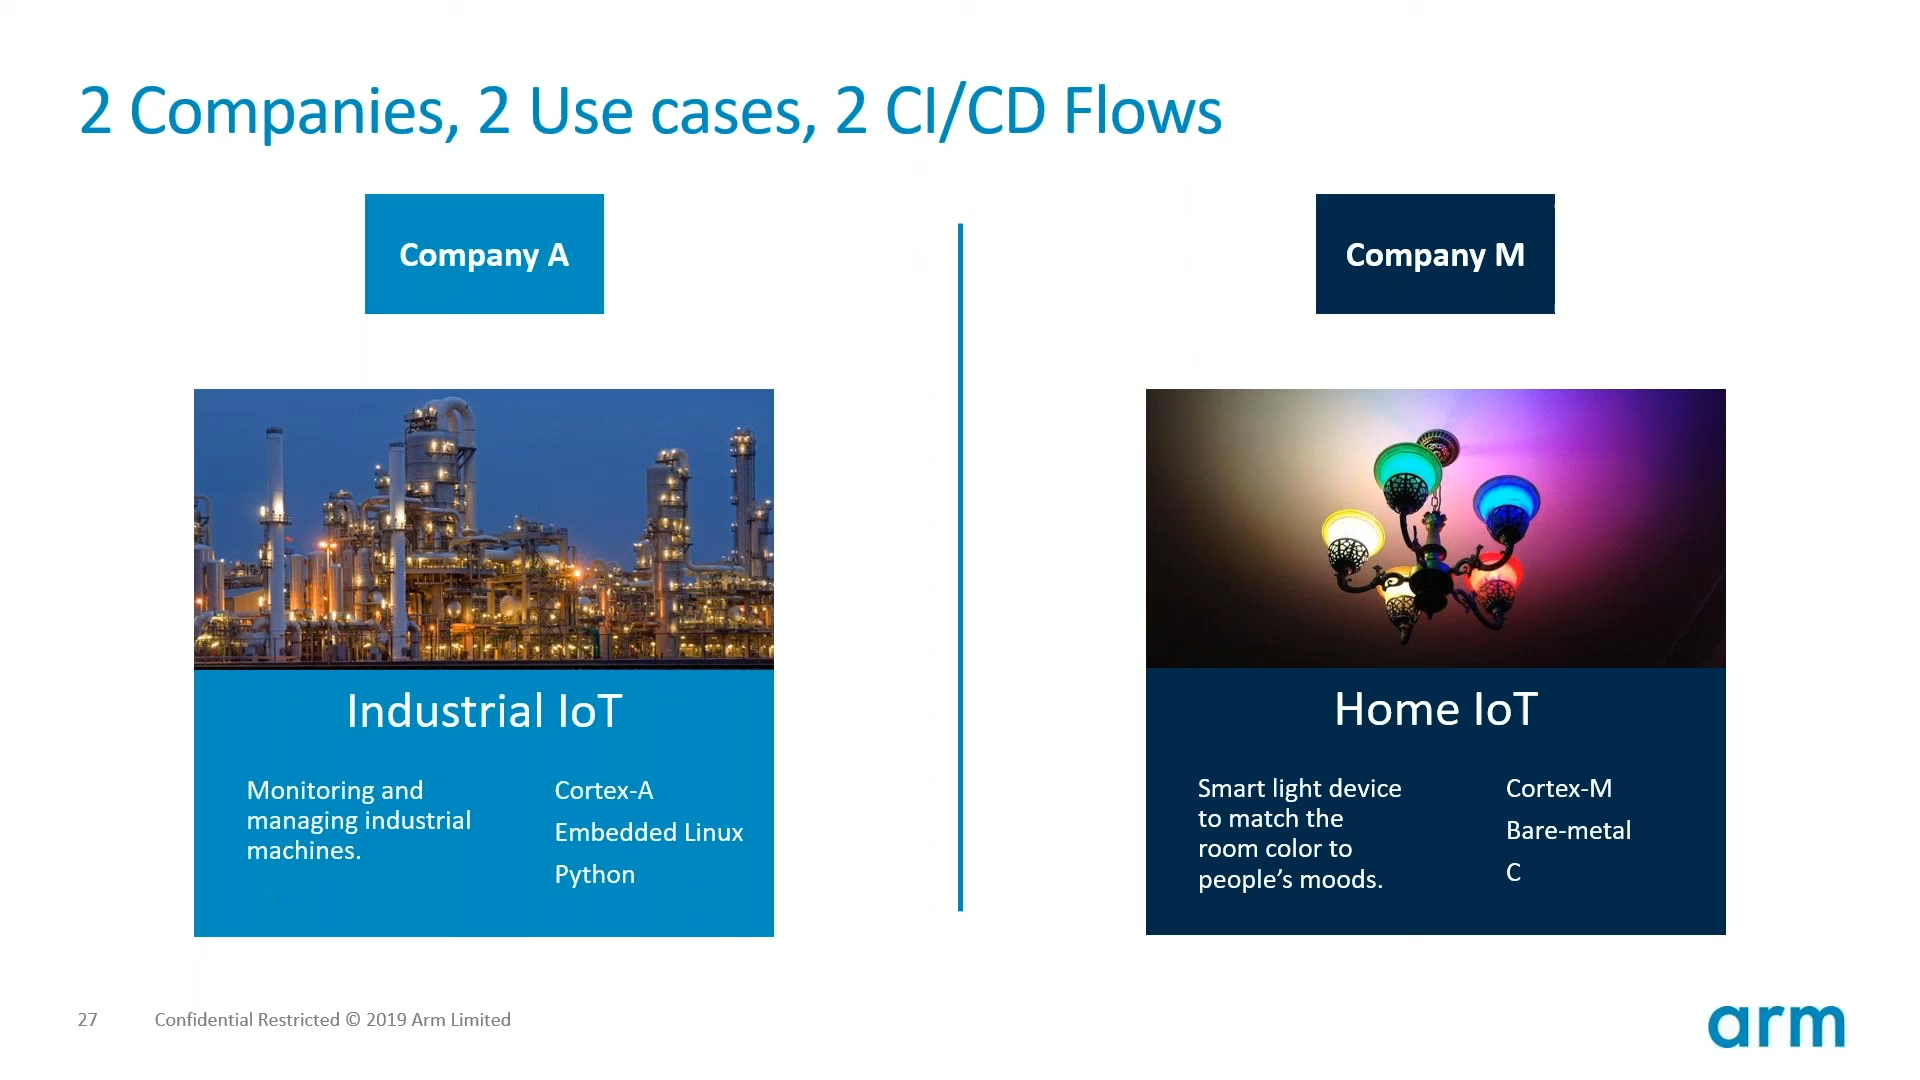 2 Companies, 2 Use cases, 2 CI/CD Flows
Company A
Industrial IoT
Monitoring and
managing industrial
machines.
Cortex-A
Embedded Linux
Python
Company M
Home IoT
Smart light device
to match the
room color to
people’s moods.
Cortex-M
Bare-metal
C
27
Confidential Restricted © 2019 Arm Limited
arm